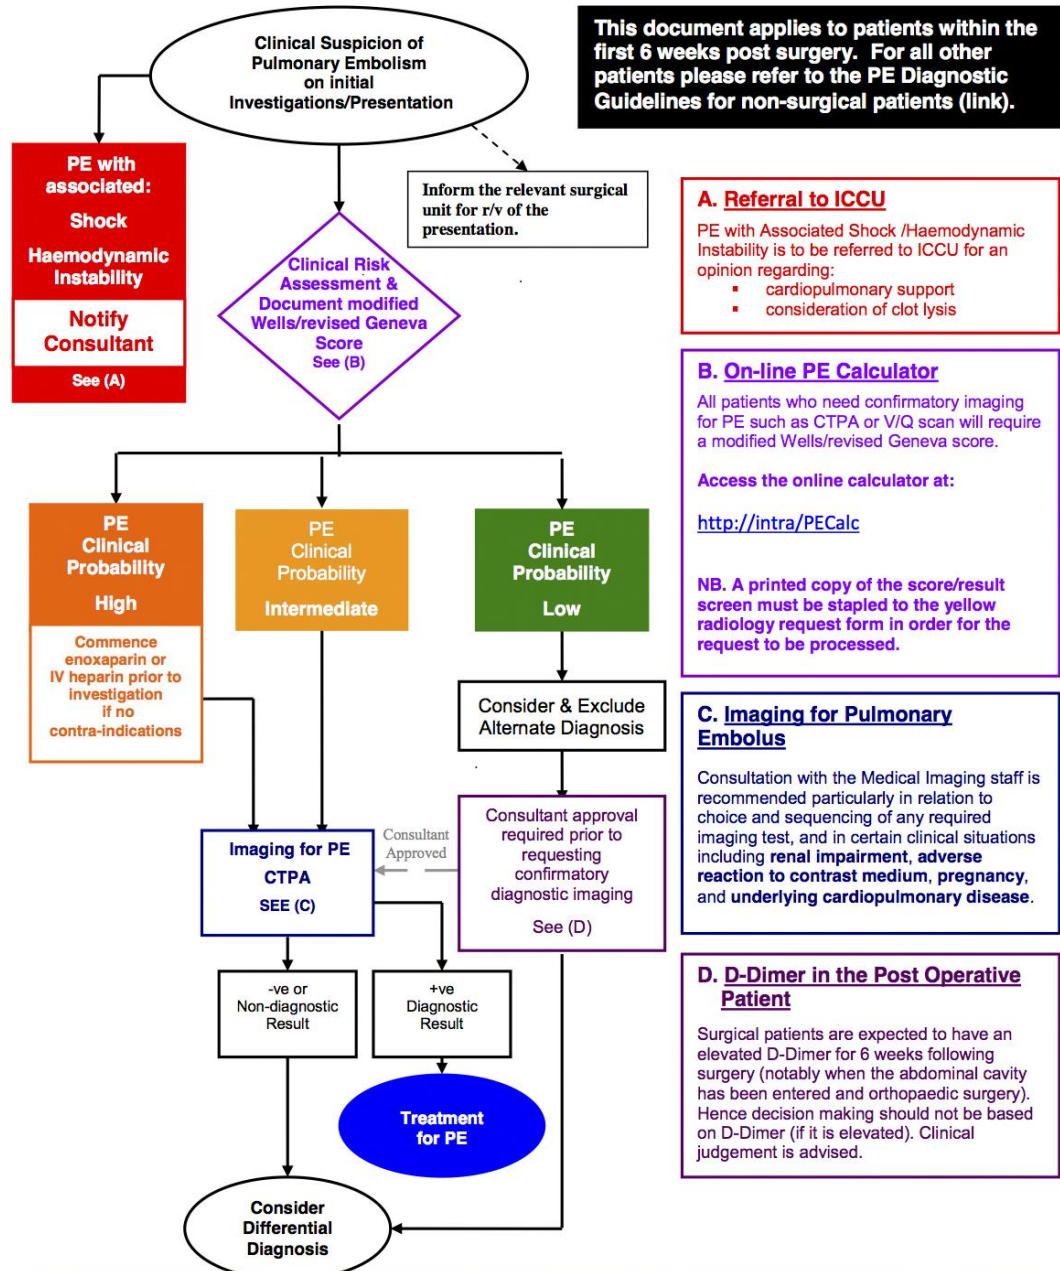 Clinical Suspicion of
Pulmonary Embolism
on initial
Investigations/Presentation
This document applies to patients within the
first 6 weeks post surgery.  For all other
patients please refer to the PE Diagnostic
Guidelines for non-surgical patients (link).
PE with
associated:
Shock
Haemodynamic
Instability
Notify
Consultant
See (A)
Inform the relevant surgical
unit for r/v of the
presentation.
Clinical Risk
Assessment &
Document modified
Wells/revised Geneva
Score
See (B)
PE
Clinical
Probability
High
Commence
enoxaparin or
IV heparin prior to
investigation
if no
contra-indications
PE
Clinical
Probability
Intermediate
PE
Clinical
Probability
Low
Consider & Exclude
Alternate Diagnosis
Consultant approval
required prior to
requesting
confirmatory
diagnostic imaging
See (D)
Consultant
Approved
Imaging for PE
CTPA
SEE (C)
-ve or
Non-diagnostic
Result
+ve
Diagnostic
Result
Treatment
for PE
Consider
Differential
Diagnosis
A. Referral to ICCU
PE with Associated Shock /Haemodynamic
Instability is to be referred to ICCU for an
opinion regarding:
▪ cardiopulmonary support
▪ consideration of clot lysis
B. On-line PE Calculator
All patients who need confirmatory imaging
for PE such as CTPA or V/Q scan will require
a modified Wells/revised Geneva score.
Access the online calculator at:
http://intra/PECalc
NB. A printed copy of the score/result
screen must be stapled to the yellow
radiology request form in order for the
request to be processed.
C. Imaging for Pulmonary
Embolus
Consultation with the Medical Imaging staff is
recommended particularly in relation to
choice and sequencing of any required
imaging test, and in certain clinical situations
including renal impairment, adverse
reaction to contrast medium, pregnancy,
and underlying cardiopulmonary disease.
D. D-Dimer in the Post Operative
Patient
Surgical patients are expected to have an
elevated D-Dimer for 6 weeks following
surgery (notably when the abdominal cavity
has been entered and orthopaedic surgery).
Hence decision making should not be based
on D-Dimer (if it is elevated). Clinical
judgement is advised.